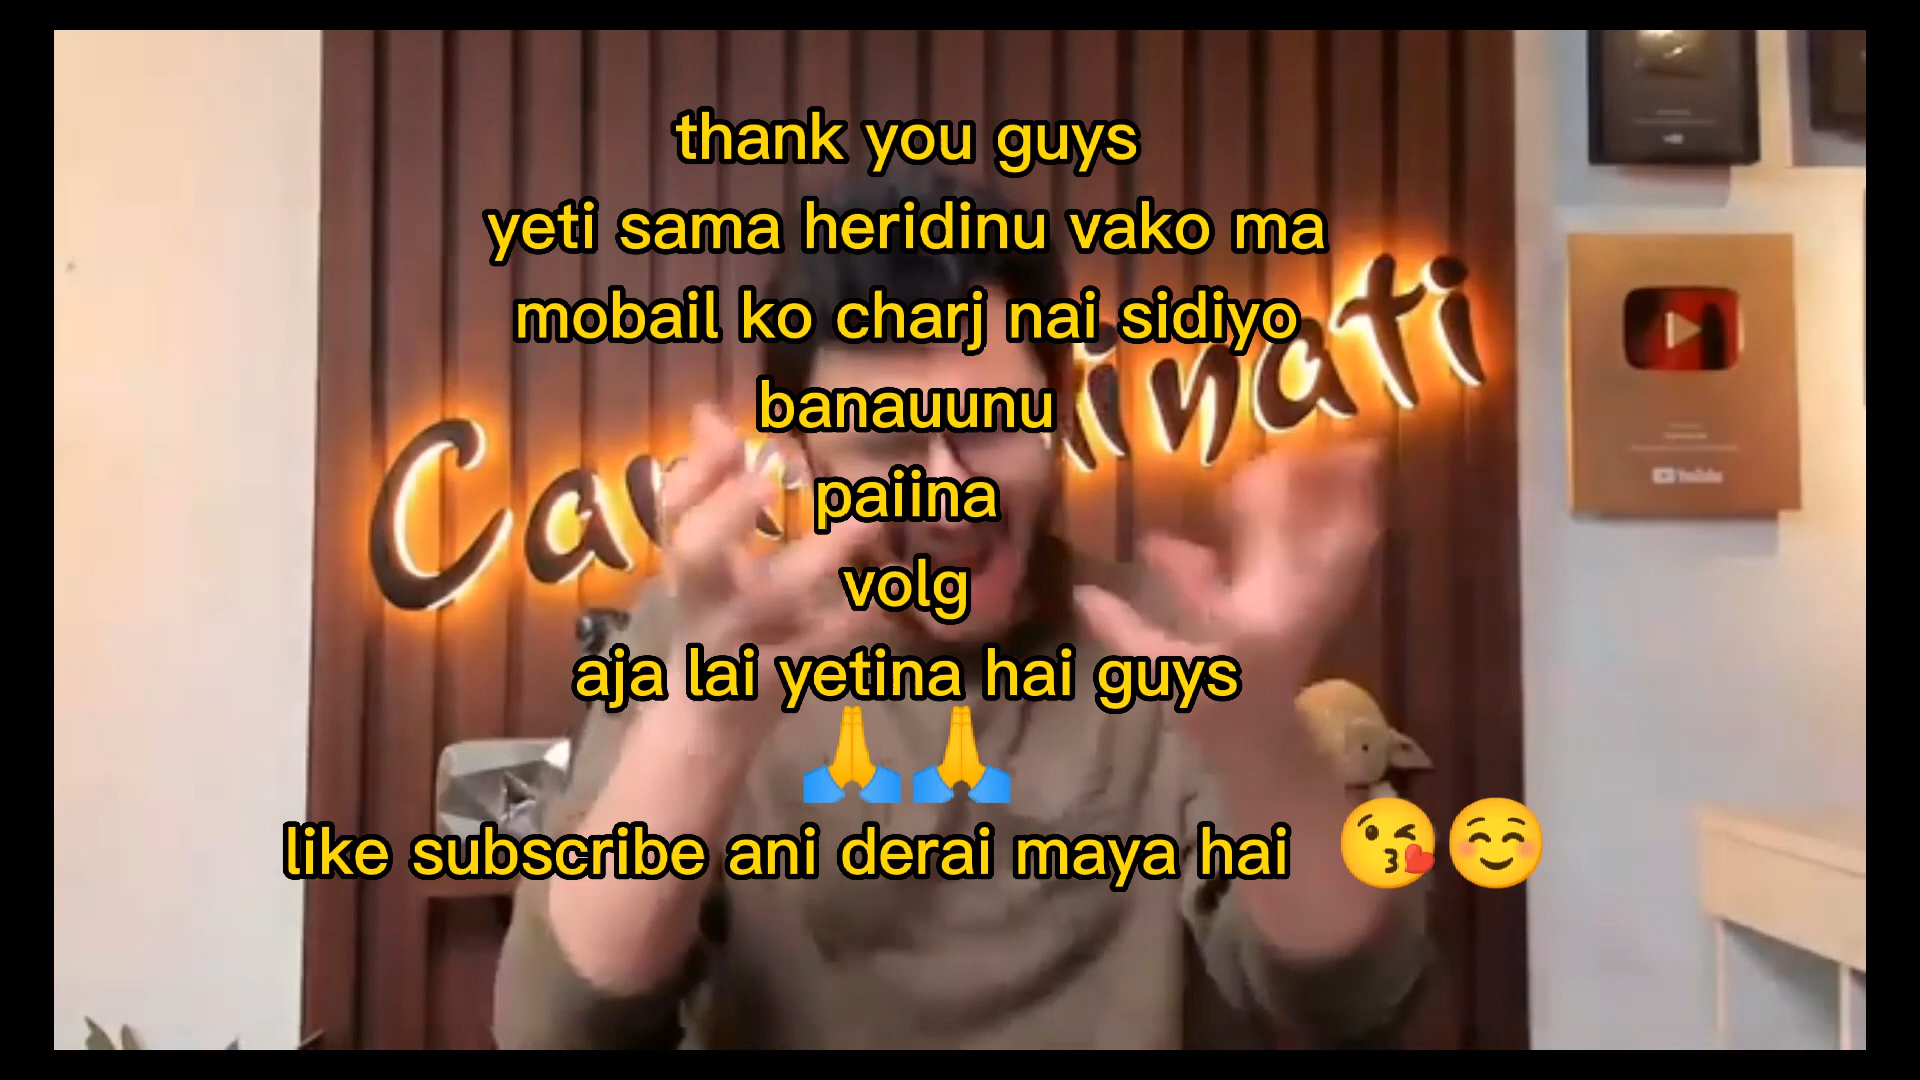 thank you guys
yeti sama heridinu vako ma
mobail ko charj nai sidiyo
banauunu
paiina
volg
aja lai yetina hai guys
🙏🙏
like subscribe ani derai maya hai 😘☺️
YouTube